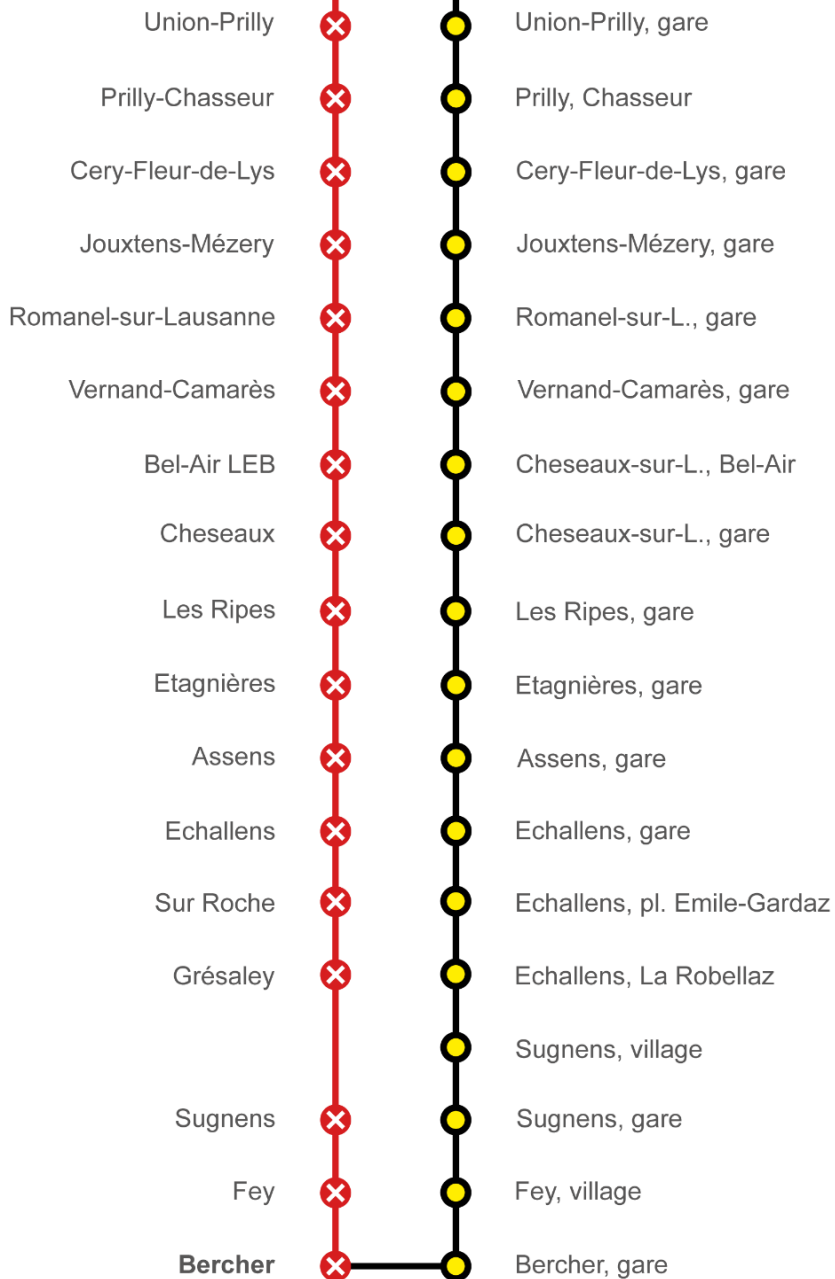 Union-Prilly Union-Prilly, gare
Prilly-Chasseur Prilly, Chasseur
Cery-Fleur-de-Lys Cery-Fleur-de-Lys, gare
Jouxtens-Mézery Jouxtens-Mézery, gare
Romanel-sur-Lausanne Romanel-sur-L., gare
Vernand-Camarès Vernand-Camarès, gare
Bel-Air LEB Cheseaux-sur-L., Bel-Air
Cheseaux Cheseaux-sur-L., gare
Les Ripes Les Ripes, gare
Etagnières Etagnières, gare
Assens Assens, gare
Echallens Echallens, gare
Sur Roche Echallens, pl. Emile-Gardaz
Grésaley Echallens, La Robellaz
Sugnens, village
Sugnens Sugnens, gare
Fey Fey, village
Bercher Bercher, gare